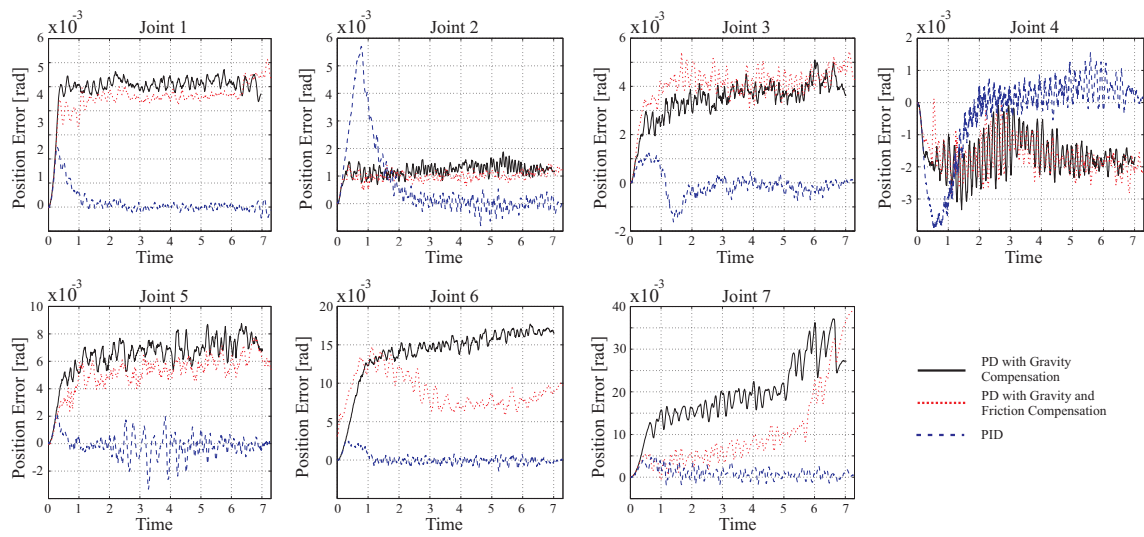 x10⁻³
Joint 1
6
5
4
3
2
1
0
Position Error [rad]
0 1 2 3 4 5 6 7
Time
x10⁻³
Joint 2
6
5
4
3
2
1
0
Position Error [rad]
0 1 2 3 4 5 6 7
Time
x10⁻³
Joint 3
6
4
2
0
-2
Position Error [rad]
0 1 2 3 4 5 6 7
Time
x10⁻³
Joint 4
2
1
0
-1
-2
-3
Position Error [rad]
0 1 2 3 4 5 6 7
Time
x10⁻³
Joint 5
10
8
6
4
2
0
-2
Position Error [rad]
0 1 2 3 4 5 6 7
Time
x10⁻³
Joint 6
20
15
10
5
0
Position Error [rad]
0 1 2 3 4 5 6 7
Time
x10⁻³
Joint 7
40
30
20
10
0
Position Error [rad]
0 1 2 3 4 5 6 7
Time
PD with Gravity
Compensation
PD with Gravity and
Friction Compensation
PID